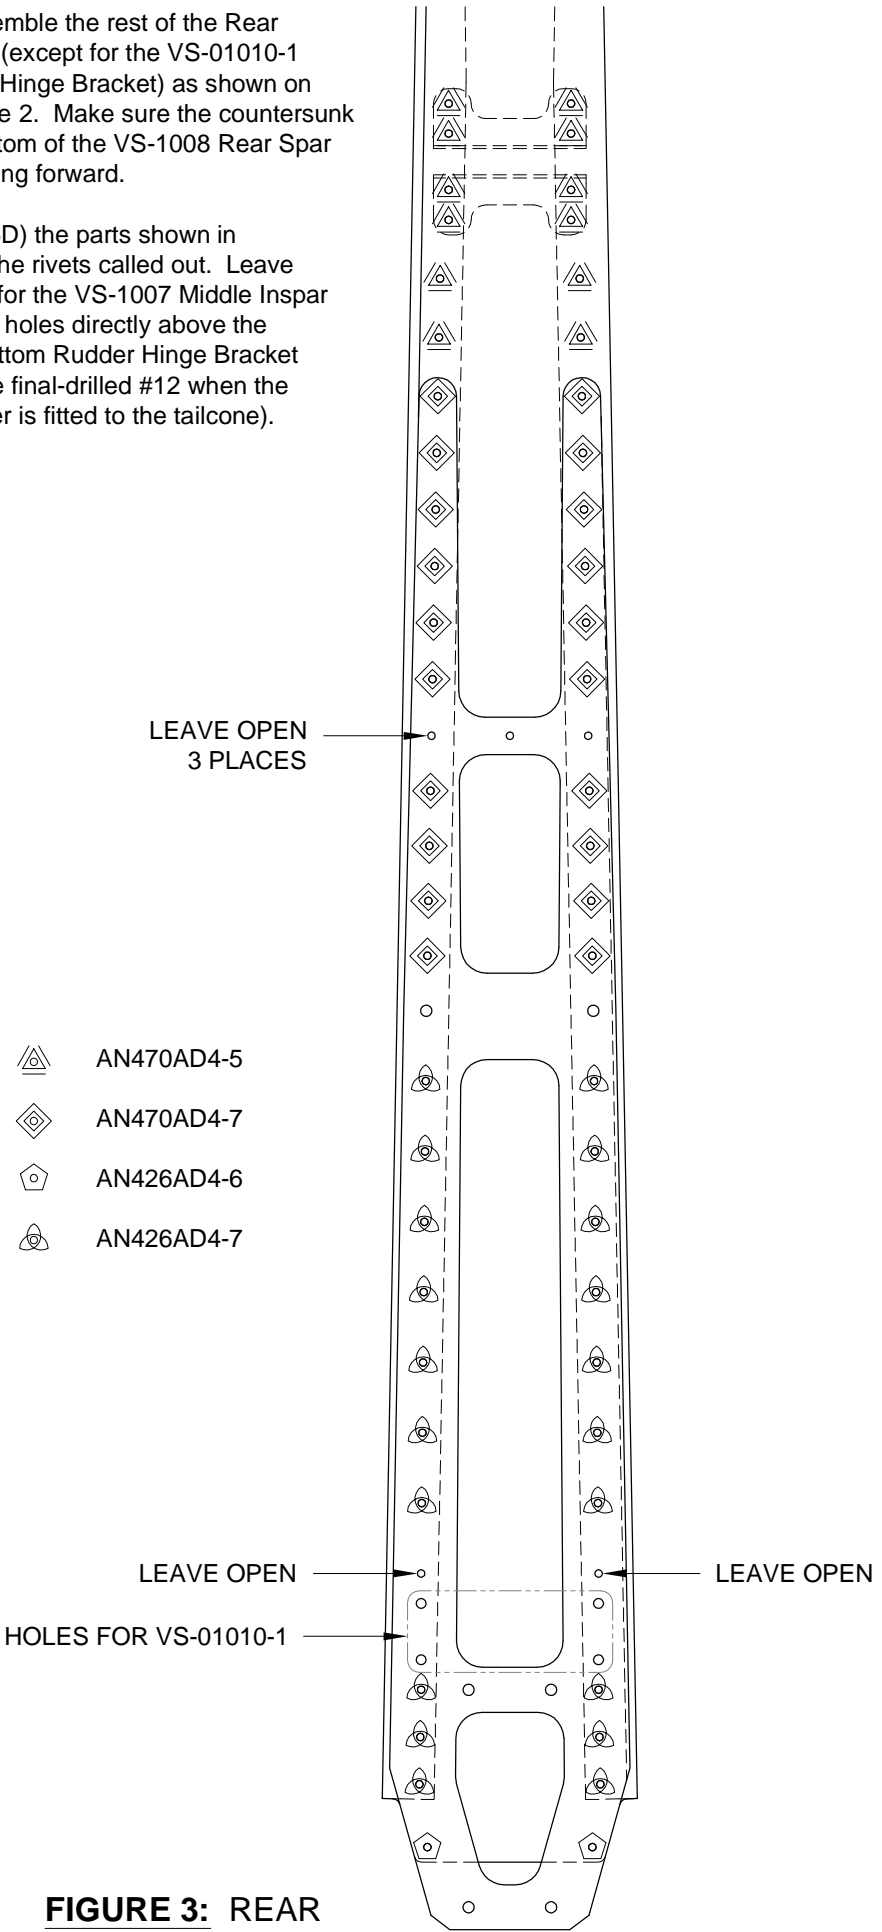 emble the rest of the Rear
(except for the VS-01010-1
Hinge Bracket) as shown on
e 2. Make sure the countersunk
tom of the VS-1008 Rear Spar
ng forward.
D) the parts shown in
he rivets called out. Leave
for the VS-1007 Middle Inspar
holes directly above the
ttom Rudder Hinge Bracket
e final-drilled #12 when the
er is fitted to the tailcone).
LEAVE OPEN
3 PLACES
AN470AD4-5
AN470AD4-7
AN426AD4-6
AN426AD4-7
LEAVE OPEN
LEAVE OPEN
HOLES FOR VS-01010-1
FIGURE 3: REAR